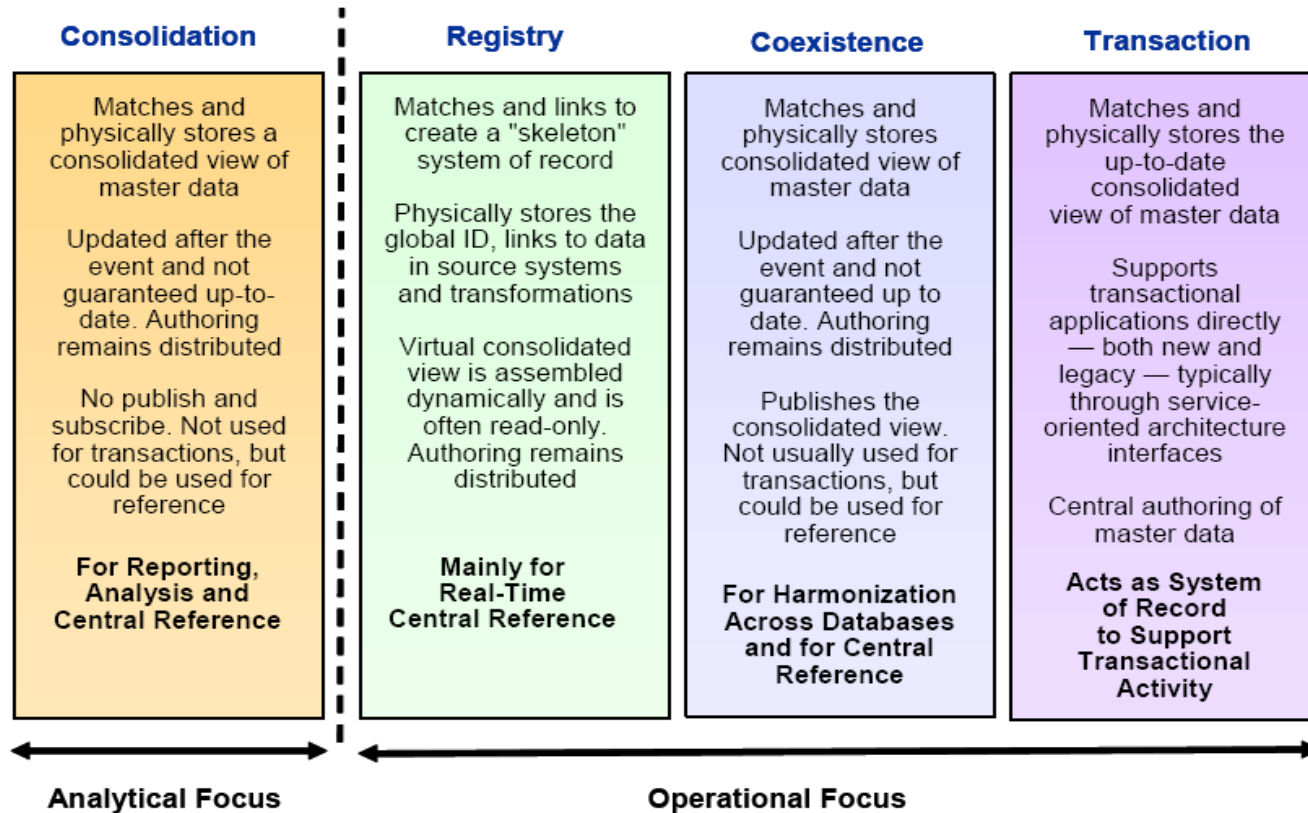 Consolidation
Matches and
physically stores a
consolidated view of
master data
Updated after the
event and not
guaranteed up-to-
date. Authoring
remains distributed
No publish and
subscribe. Not used
for transactions, but
could be used for
reference
For Reporting,
Analysis and
Central Reference
Registry
Matches and links to
create a "skeleton"
system of record
Physically stores the
global ID, links to data
in source systems
and transformations
Virtual consolidated
view is assembled
dynamically and is
often read-only.
Authoring remains
distributed
Mainly for
Real-Time
Central Reference
Coexistence
Matches and
physically stores
consolidated view of
master data
Updated after the
event and not
guaranteed up to
date. Authoring
remains distributed
Publishes the
consolidated view.
Not usually used for
transactions, but
could be used for
reference
For Harmonization
Across Databases
and for Central
Reference
Transaction
Matches and
physically stores the
up-to-date
consolidated
view of master data
Supports
transactional
applications directly
— both new and
legacy — typically
through service-
oriented architecture
interfaces
Central authoring of
master data
Acts as System
of Record
to Support
Transactional
Activity
Analytical Focus
Operational Focus